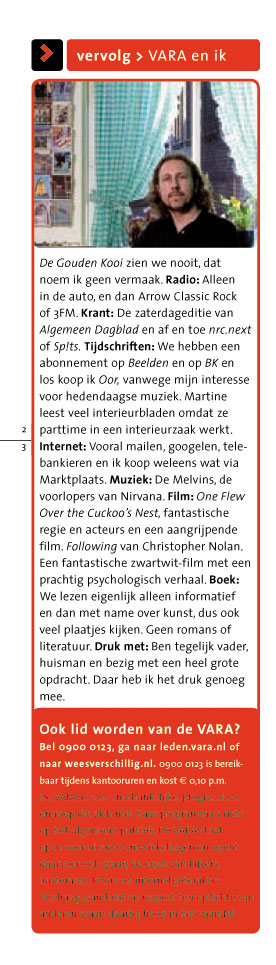 vervolg > VARA en ik
De Gouden Kooi zien we nooit, dat
noem ik geen vermaak. Radio: Alleen
in de auto, en dan Arrow Classic Rock
of 3FM. Krant: De zaterdageditie van
Algemeen Dagblad en af en toe nrc.next
of Sp!ts. Tijdschriften: We hebben een
abonnement op Beelden en op BK en
los koop ik Oor, vanwege mijn interesse
voor hedendaagse muziek. Martine
leest veel interieurbladen omdat ze
parttime in een interieurzaak werkt.
2
3
Internet: Vooral mailen, googelen, tele-
bankieren en ik koop weleens wat via
Marktplaats. Muziek: De Melvins, de
voorlopers van Nirvana. Film: One Flew
Over the Cuckoo's Nest, fantastische
regie en acteurs en een aangrijpende
film. Following van Christopher Nolan.
Een fantastische zwartwit-film met een
prachtig psychologisch verhaal. Boek:
We lezen eigenlijk alleen informatief
en dan met name over kunst, dus ook
veel plaatjes kijken. Geen romans of
literatuur. Druk met: Ben tegelijk vader,
huisman en bezig met een heel grote
opdracht. Daar heb ik het druk genoeg
mee.
Ook lid worden van de VARA?
Bel 0900 0123, ga naar leden.vara.nl of
naar weesverschillig.nl. 0900 0123 is bereik-
baar tijdens kantooruren en kost € 0,10 p.m.